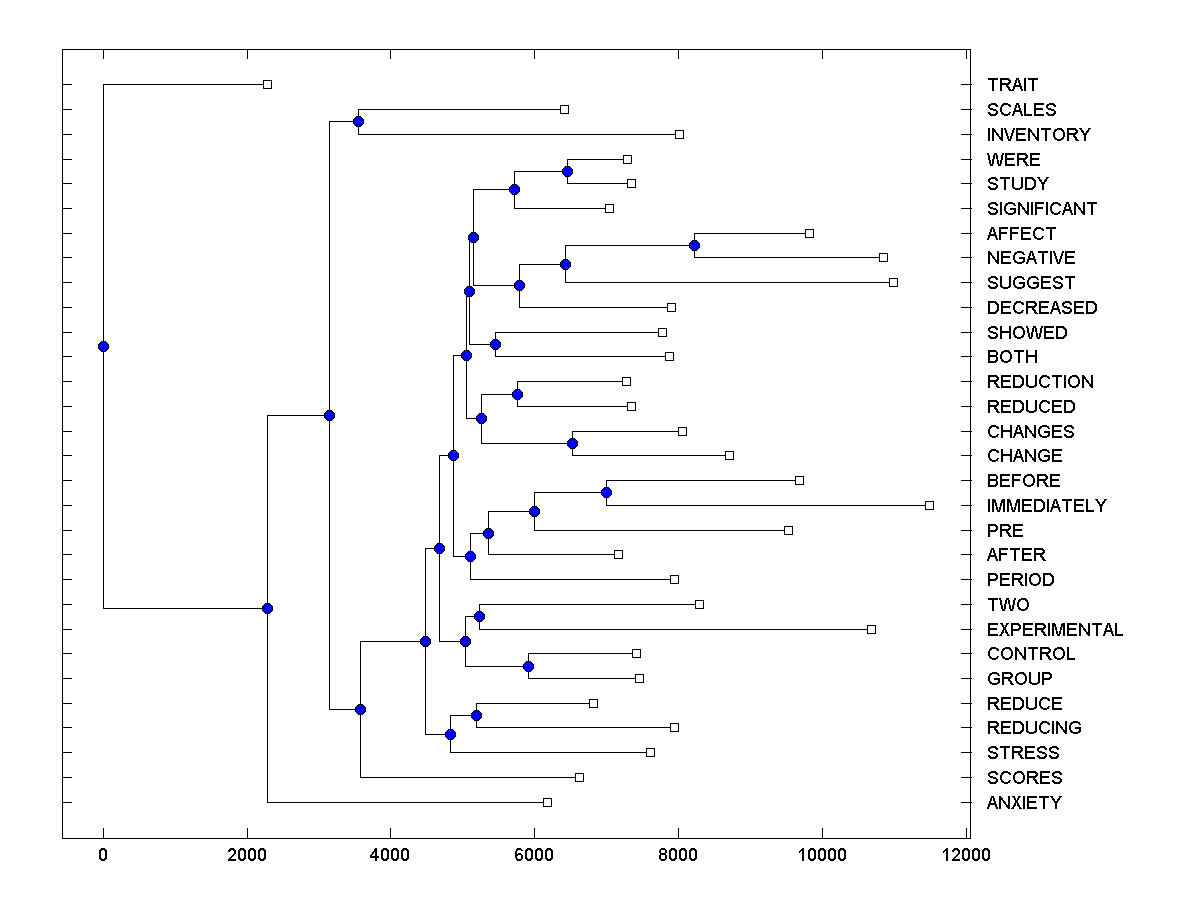 TRAIT
SCALES
INVENTORY
WERE
STUDY
SIGNIFICANT
AFFECT
NEGATIVE
SUGGEST
DECREASED
SHOWED
BOTH
REDUCTION
REDUCED
CHANGES
CHANGE
BEFORE
IMMEDIATELY
PRE
AFTER
PERIOD
TWO
EXPERIMENTAL
CONTROL
GROUP
REDUCE
REDUCING
STRESS
SCORES
ANXIETY
0 2000 4000 6000 8000 10000 12000